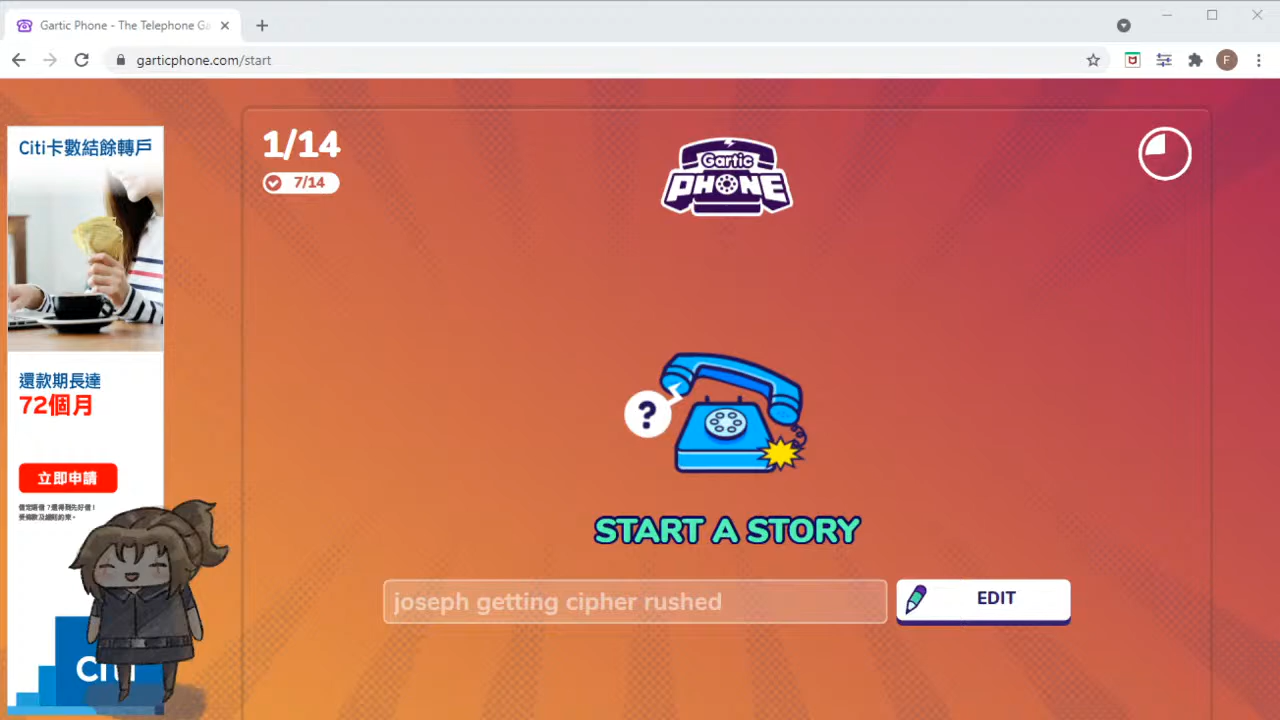 Gartic Phone - The Telephone Ga
garticphone.com/start
F
Citi卡數結餘轉戶
還款期長達
72個月
立即申請
Citi
1/14
7/14
Gartic
PHONE
?
START A STORY
joseph getting cipher rushed
EDIT